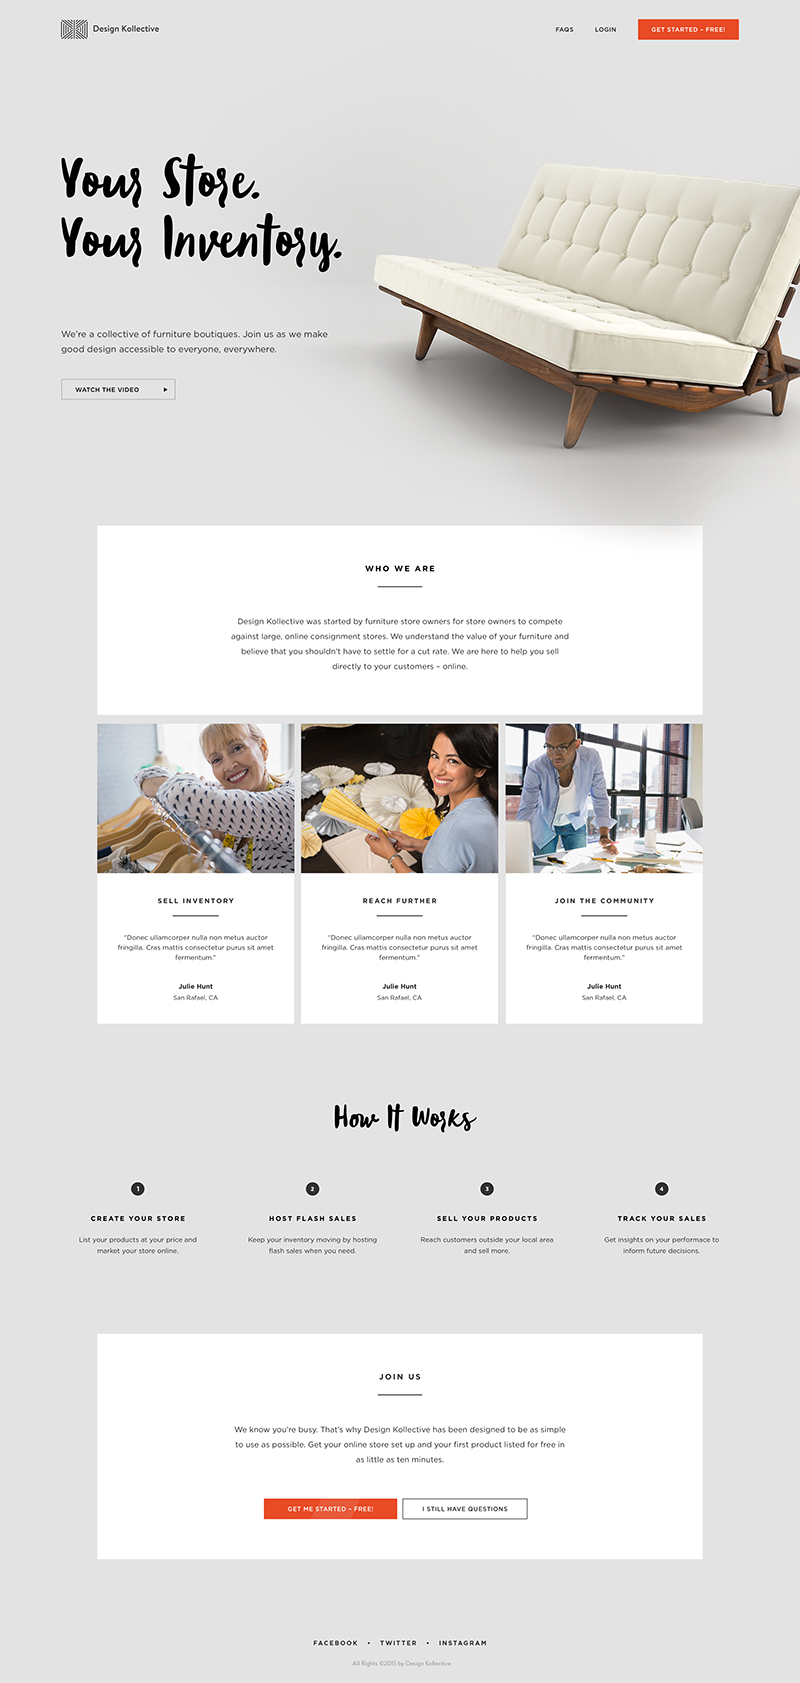 Design Kollective
FAQS
LOGIN
GET STARTED – FREE!
Your Store.
Your Inventory.
We're a collective of furniture boutiques. Join us as we make
good design accessible to everyone, everywhere.
WATCH THE VIDEO
WHO WE ARE
Design Kollective was started by furniture store owners for store owners to compete
against large, online consignment stores. We understand the value of your furniture and
believe that you shouldn't have to settle for a cut rate. We are here to help you sell
directly to your customers – online.
SELL INVENTORY
"Donec ullamcorper nulla non metus auctor
fringilla. Cras mattis consectetur purus sit amet
fermentum."
Julie Hunt
San Rafael, CA
REACH FURTHER
"Donec ullamcorper nulla non metus auctor
fringilla. Cras mattis consectetur purus sit amet
fermentum."
Julie Hunt
San Rafael, CA
JOIN THE COMMUNITY
"Donec ullamcorper nulla non metus auctor
fringilla. Cras mattis consectetur purus sit amet
fermentum."
Julie Hunt
San Rafael, CA
How It Works
1
CREATE YOUR STORE
List your products at your price and
market your store online.
2
HOST FLASH SALES
Keep your inventory moving by hosting
flash sales when you need.
3
SELL YOUR PRODUCTS
Reach customers outside your local area
and sell more.
4
TRACK YOUR SALES
Get insights on your performace to
inform future decisions.
JOIN US
We know you're busy. That's why Design Kollective has been designed to be as simple
to use as possible. Get your online store set up and your first product listed for free in
as little as ten minutes.
GET ME STARTED – FREE!
I STILL HAVE QUESTIONS
FACEBOOK • TWITTER • INSTAGRAM
All Rights ©2015 by Design Kollective